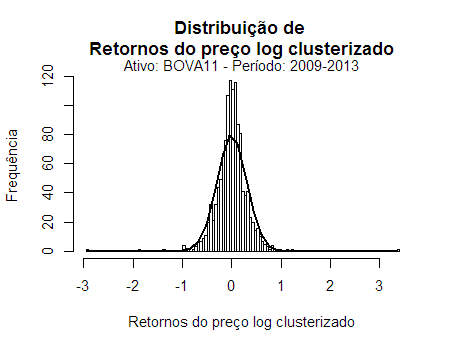 Distribuição de
Retornos do preço log clusterizado
Ativo: BOVA11 - Período: 2009-2013
Frequência
120
80
60
40
20
0
-3
-2
-1
0
1
2
3
Retornos do preço log clusterizado